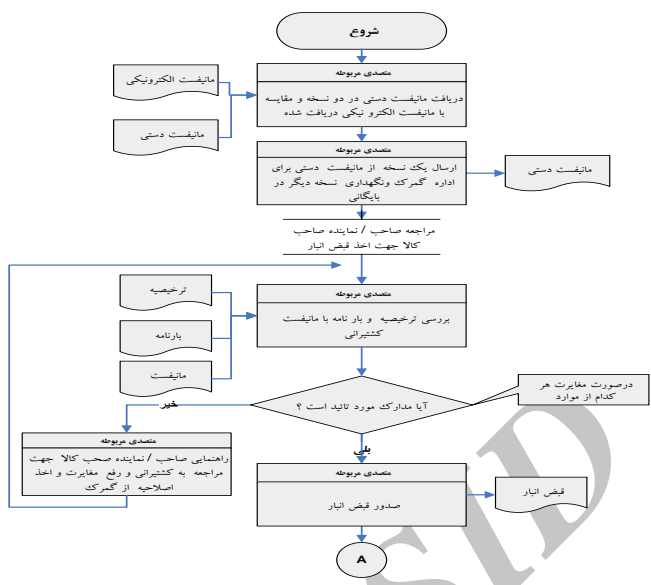 شروع
متصدی مربوطه
دریافت مانیفست دستی در دو نسخه و مقایسه
با مانیفست الکترو نیکی دریافت شده
مانیفست الکترونیکی
مانیفست دستی
متصدی مربوطه
ارسال یک نسخه از مانیفست دستی برای
اداره گمرک ونگهداری نسخه دیگر در
بایگانی
مانیفست دستی
مراجعه صاحب / نماینده صاحب
کالا جهت اخذ قبض انبار
ترخیصیه
بارنامه
مانیفست
متصدی مربوطه
بررسی ترخیصیه و بار نامه با مانیفست
کشتیرانی
آیا مدارک مورد تائید است ؟
درصورت مغایرت هر
کدام از موارد
خیر
متصدی مربوطه
راهنمایی صاحب / نماینده صحب کالا جهت
مراجعه به کشتیرانی و رفع مغایرت و اخذ
اصلاحیه از گمرک
بلی
متصدی مربوطه
صدور قبض انبار
قبض انبار
A
SID